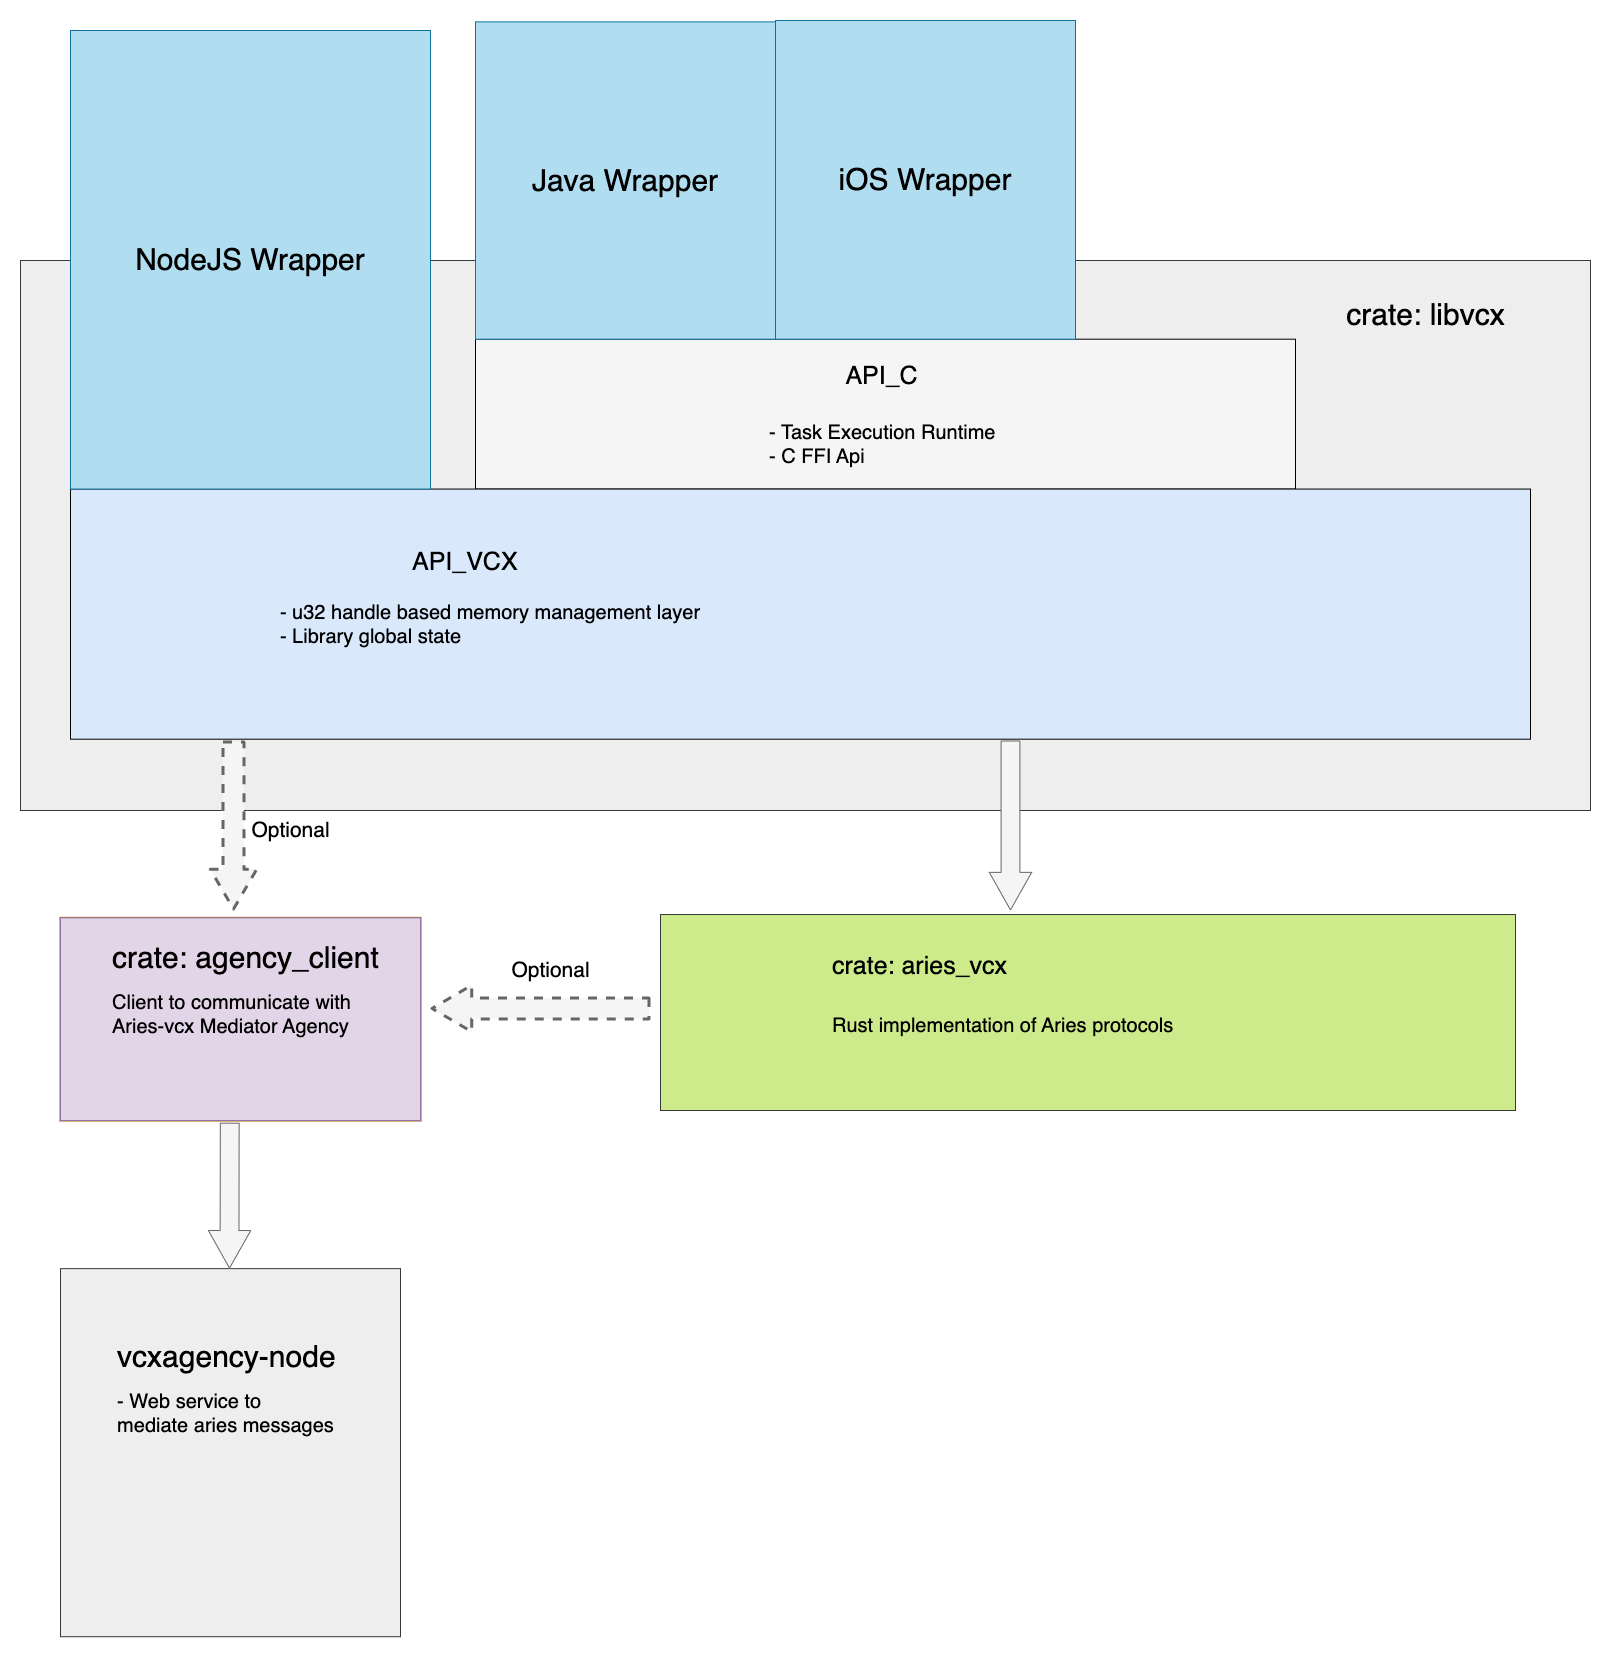 NodeJS Wrapper
Java Wrapper
iOS Wrapper
crate: libvcx
API_C
- Task Execution Runtime
- C FFI Api
API_VCX
- u32 handle based memory management layer
- Library global state
Optional
crate: agency_client
Client to communicate with
Aries-vcx Mediator Agency
Optional
crate: aries_vcx
Rust implementation of Aries protocols
vcxagency-node
- Web service to
mediate aries messages